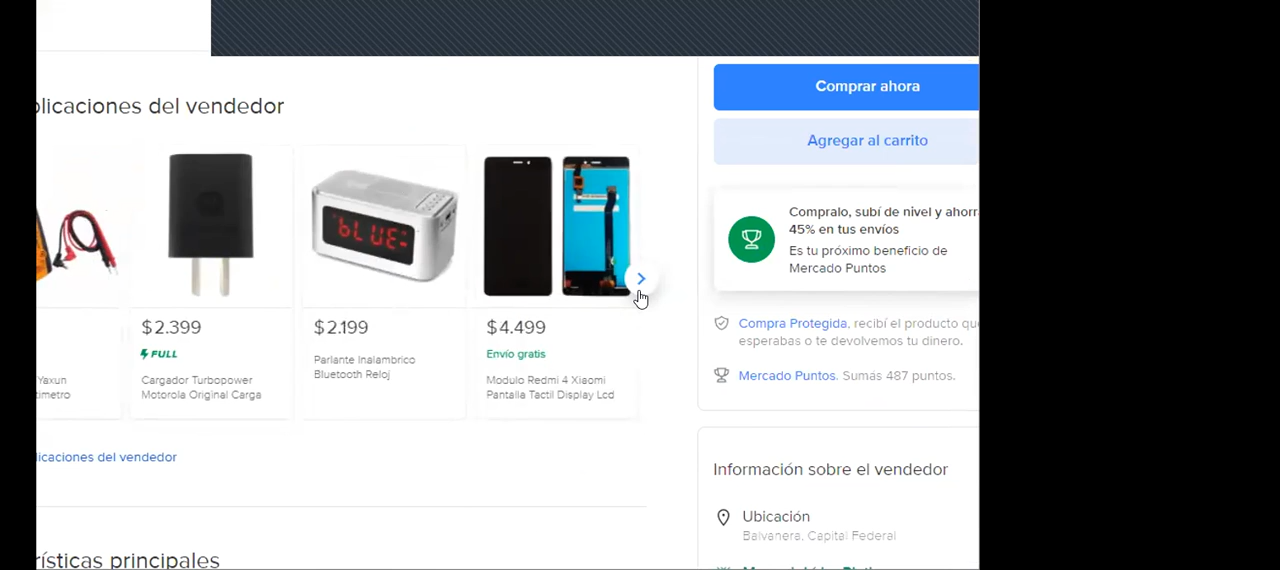 plicaciones del vendedor
Comprar ahora
Agregar al carrito
bLUE
Compralo, subí de nivel y ahorr
45% en tus envíos
Es tu próximo beneficio de
Mercado Puntos
$2.399
FULL
Cargador Turbopower
Motorola Original Carga
$2.199
Parlante Inalambrico
Bluetooth Reloj
$4.499
Envío gratis
Modulo Redmi 4 Xiaomi
Pantalla Tactil Display Lcd
Yaxun
timetro
Compra Protegida, recibí el producto que
esperabas o te devolvemos tu dinero.
Mercado Puntos. Sumás 487 puntos.
licaciones del vendedor
Información sobre el vendedor
Ubicación
Balvanera, Capital Federal
rísticas principales